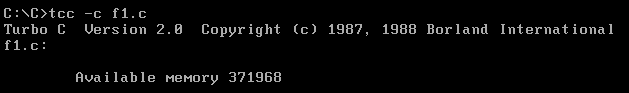 C:\C>tcc -c f1.c
Turbo C  Version 2.0  Copyright (c) 1987, 1988 Borland International
f1.c:
        Available memory 371968